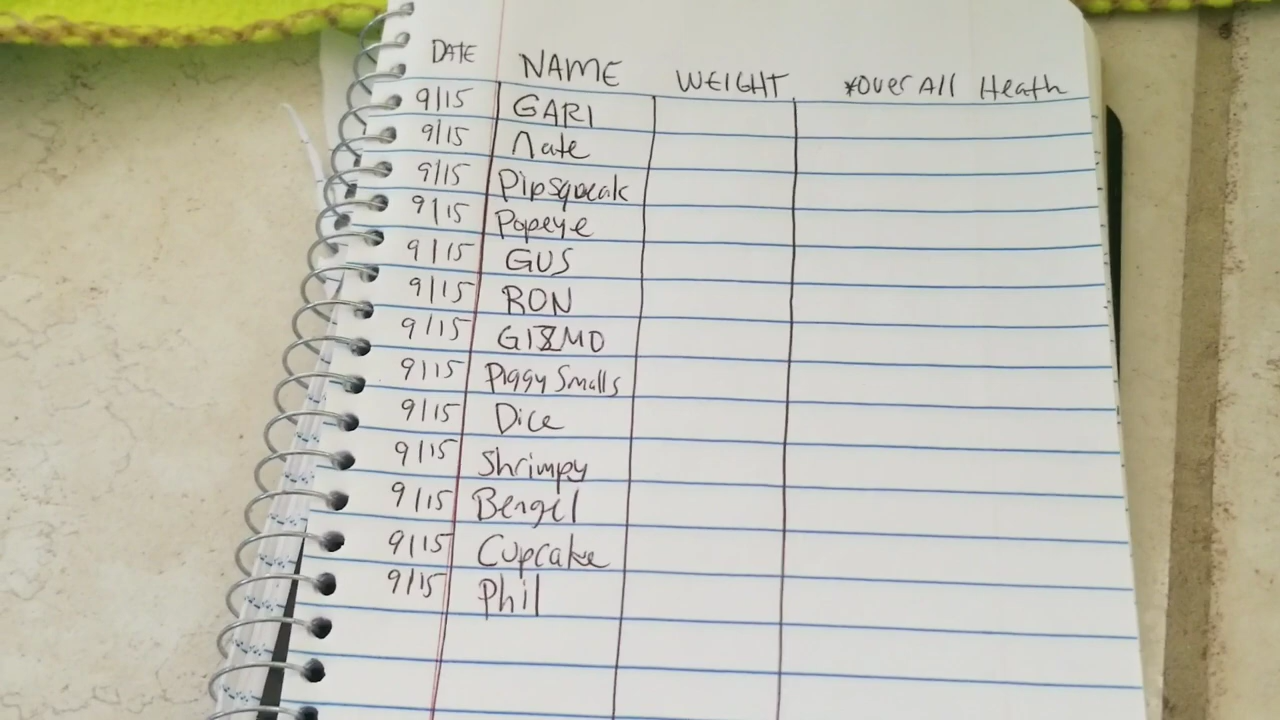 DATE NAME WEIGHT *Over All Heath
9/15 GARI
9/15 Nate
9/15 Pipsqueak
9/15 Popeye
9/15 GUS
9/15 RON
9/15 GIZMO
9/15 Piggy Smalls
9/15 Dice
9/15 Shrimpy
9/15 Bengel
9/15 Cupcake
9/15 Phil